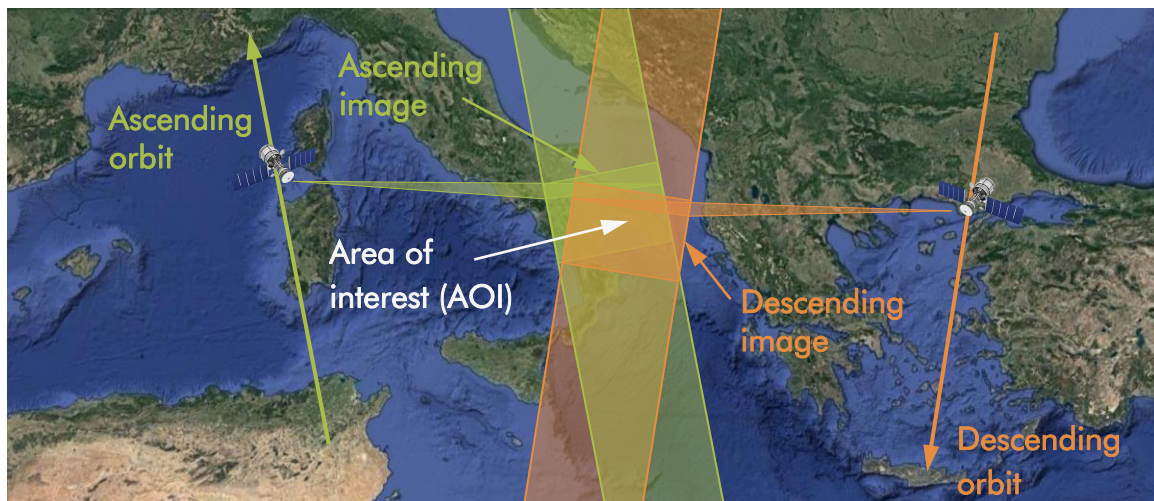 Ascending
image
Ascending
orbit
Area of
interest (AOI)
Descending
image
Descending
orbit